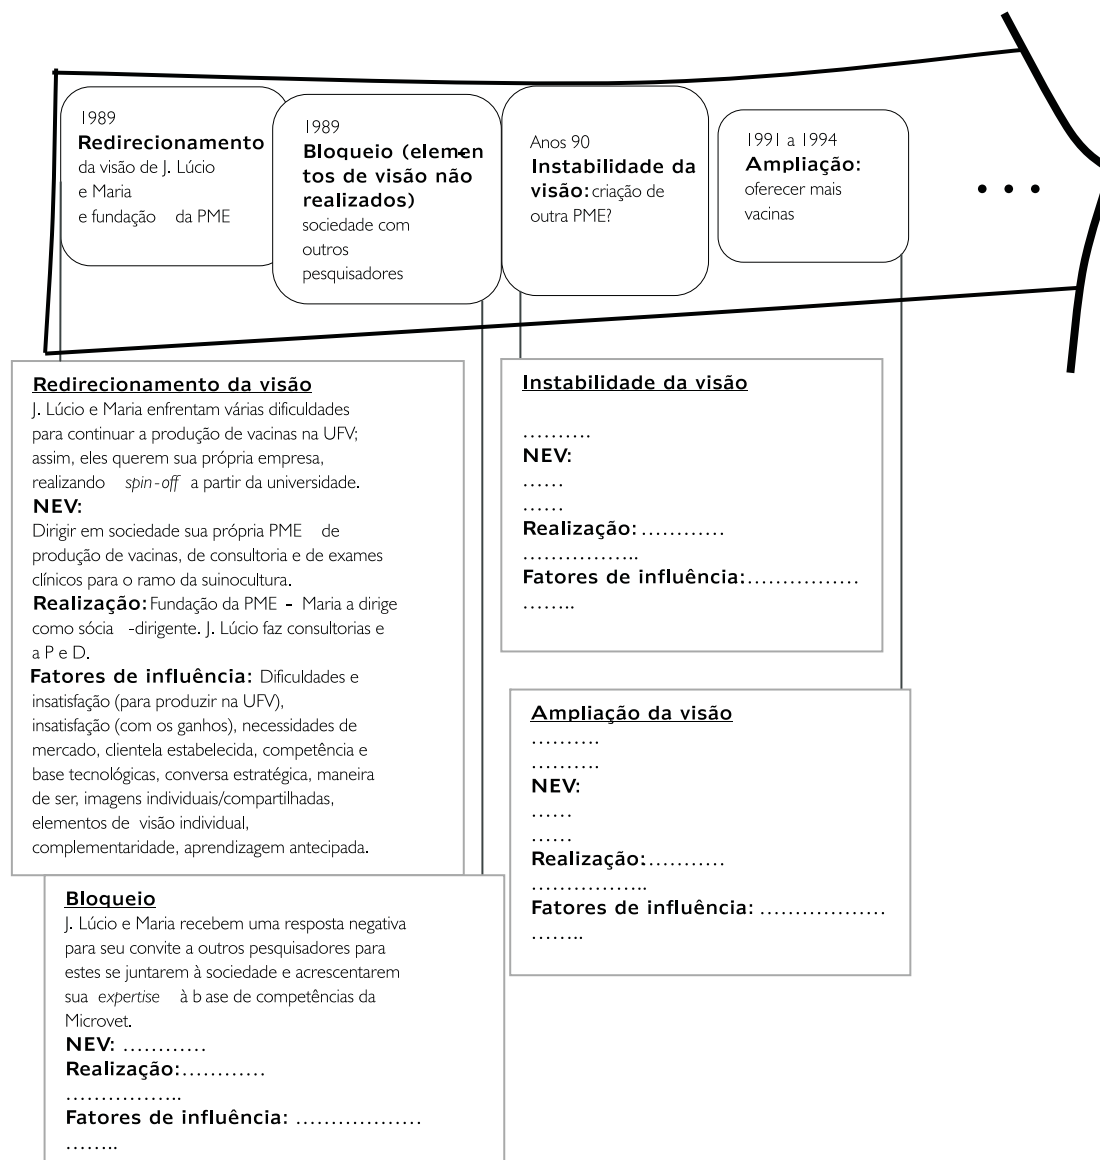 1989
Redirecionamento
da visão de J. Lúcio
e Maria
e fundação da PME
1989
Bloqueio (elemen
tos de visão não
realizados)
sociedade com
outros
pesquisadores
Anos 90
Instabilidade da
visão: criação de
outra PME?
1991 a 1994
Ampliação:
oferecer mais
vacinas
• • •
Redirecionamento da visão
J. Lúcio e Maria enfrentam várias dificuldades
para continuar a produção de vacinas na UFV;
assim, eles querem sua própria empresa,
realizando spin-off a partir da universidade.
NEV:
Dirigir em sociedade sua própria PME de
produção de vacinas, de consultoria e de exames
clínicos para o ramo da suinocultura.
Realização: Fundação da PME - Maria a dirige
como sócia -dirigente. J. Lúcio faz consultorias e
a P e D.
Fatores de influência: Dificuldades e
insatisfação (para produzir na UFV),
insatisfação (com os ganhos), necessidades de
mercado, clientela estabelecida, competência e
base tecnológicas, conversa estratégica, maneira
de ser, imagens individuais/compartilhadas,
elementos de visão individual,
complementaridade, aprendizagem antecipada.
Bloqueio
J. Lúcio e Maria recebem uma resposta negativa
para seu convite a outros pesquisadores para
estes se juntarem à sociedade e acrescentarem
sua expertise à b ase de competências da
Microvet.
NEV: ............
Realização:............
................
Fatores de influência: ..................
........
Instabilidade da visão
..........
NEV:
......
......
Realização: ............
................
Fatores de influência:................
........
Ampliação da visão
..........
..........
NEV:
......
......
Realização:...........
................
Fatores de influência: ..................
........